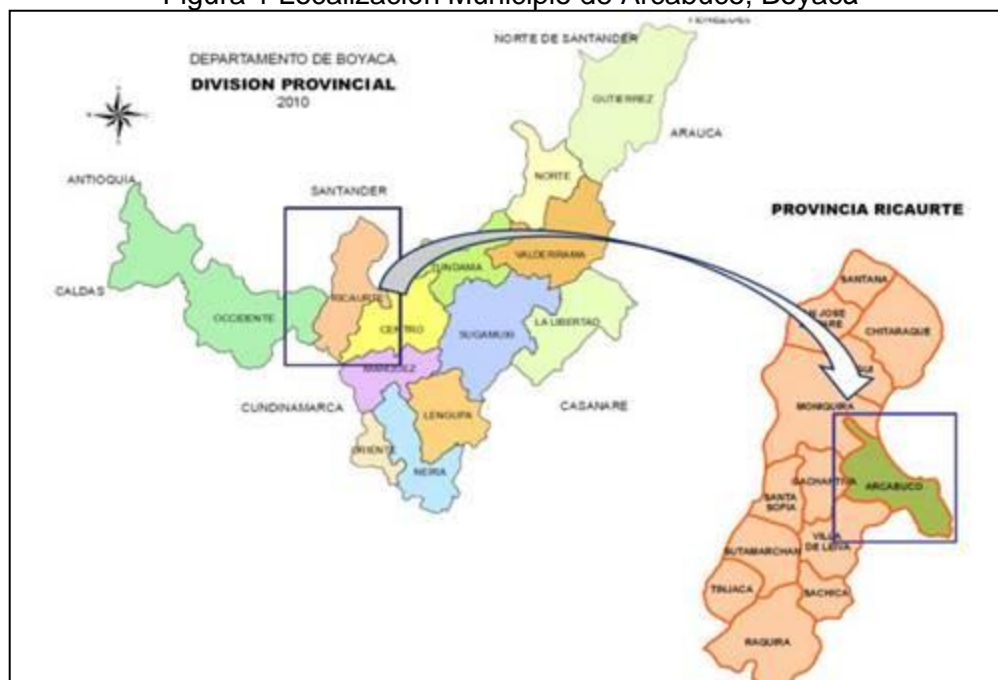 Figura 1 Localización Municipio de Arcabuco, Boyacá
DEPARTAMENTO DE BOYACA
DIVISION PROVINCIAL
2010
NORTE DE SANTANDER
GUTIERREZ
ARAUCA
ANTIOQUIA
SANTANDER
NORTE
PROVINCIA RICAURTE
VALDERRAMA
TUNDAMA
SANTANA
CALDAS
RICAURTE
OCCIDENTE
CENTRO
SUGAMUXI
LA LIBERTAD
CHITARAQUE
MARQUEZ
MONIQUIRA
CUNDINAMARCA
LENGUPA
CASANARE
ORIENTE
NEIRA
GACHANTIVA
ARCABUCO
SANTA
SOFIA
VILLA
DE LEIVA
SUTAMARCHAN
TINJACA
SACHICA
RAQUIRA